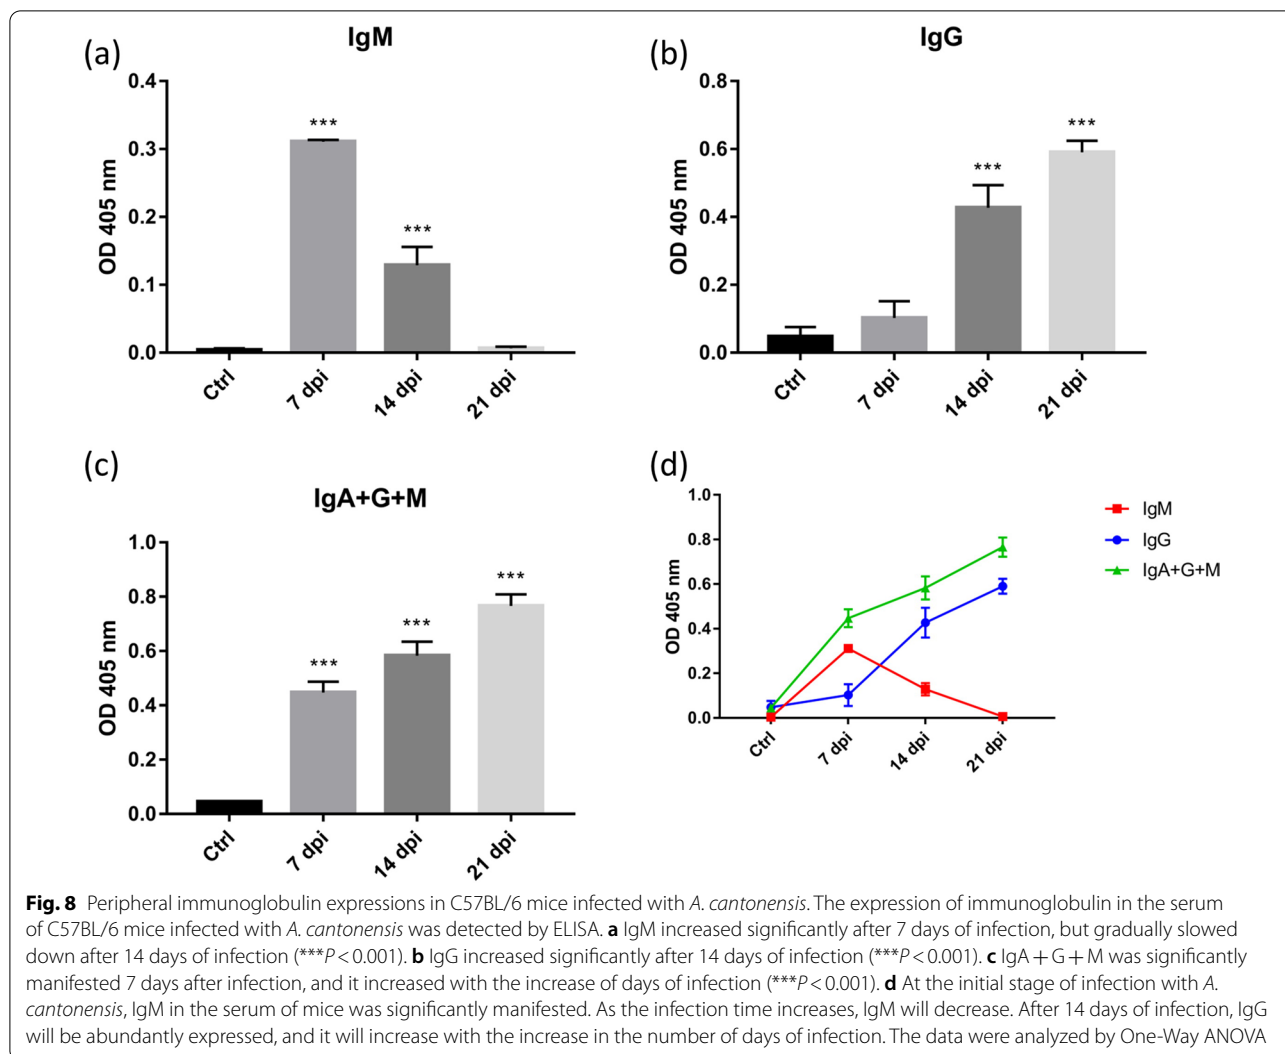 (a)
IgM
OD 405 nm
0.4
0.3
0.2
0.1
0.0
***
***
Ctrl
7 dpi
14 dpi
21 dpi
(b)
IgG
OD 405 nm
0.8
0.6
0.4
0.2
0.0
***
***
Ctrl
7 dpi
14 dpi
21 dpi
(c)
IgA+G+M
OD 405 nm
1.0
0.8
0.6
0.4
0.2
0.0
***
***
***
Ctrl
7 dpi
14 dpi
21 dpi
(d)
OD 405 nm
1.0
0.8
0.6
0.4
0.2
0.0
Ctrl
7 dpi
14 dpi
21 dpi
IgM
IgG
IgA+G+M
Fig. 8 Peripheral immunoglobulin expressions in C57BL/6 mice infected with A. cantonensis. The expression of immunoglobulin in the serum
of C57BL/6 mice infected with A. cantonensis was detected by ELISA. a IgM increased significantly after 7 days of infection, but gradually slowed
down after 14 days of infection (***P < 0.001). b IgG increased significantly after 14 days of infection (***P < 0.001). c IgA + G + M was significantly
manifested 7 days after infection, and it increased with the increase of days of infection (***P < 0.001). d At the initial stage of infection with A.
cantonensis, IgM in the serum of mice was significantly manifested. As the infection time increases, IgM will decrease. After 14 days of infection, IgG
will be abundantly expressed, and it will increase with the increase in the number of days of infection. The data were analyzed by One-Way ANOVA